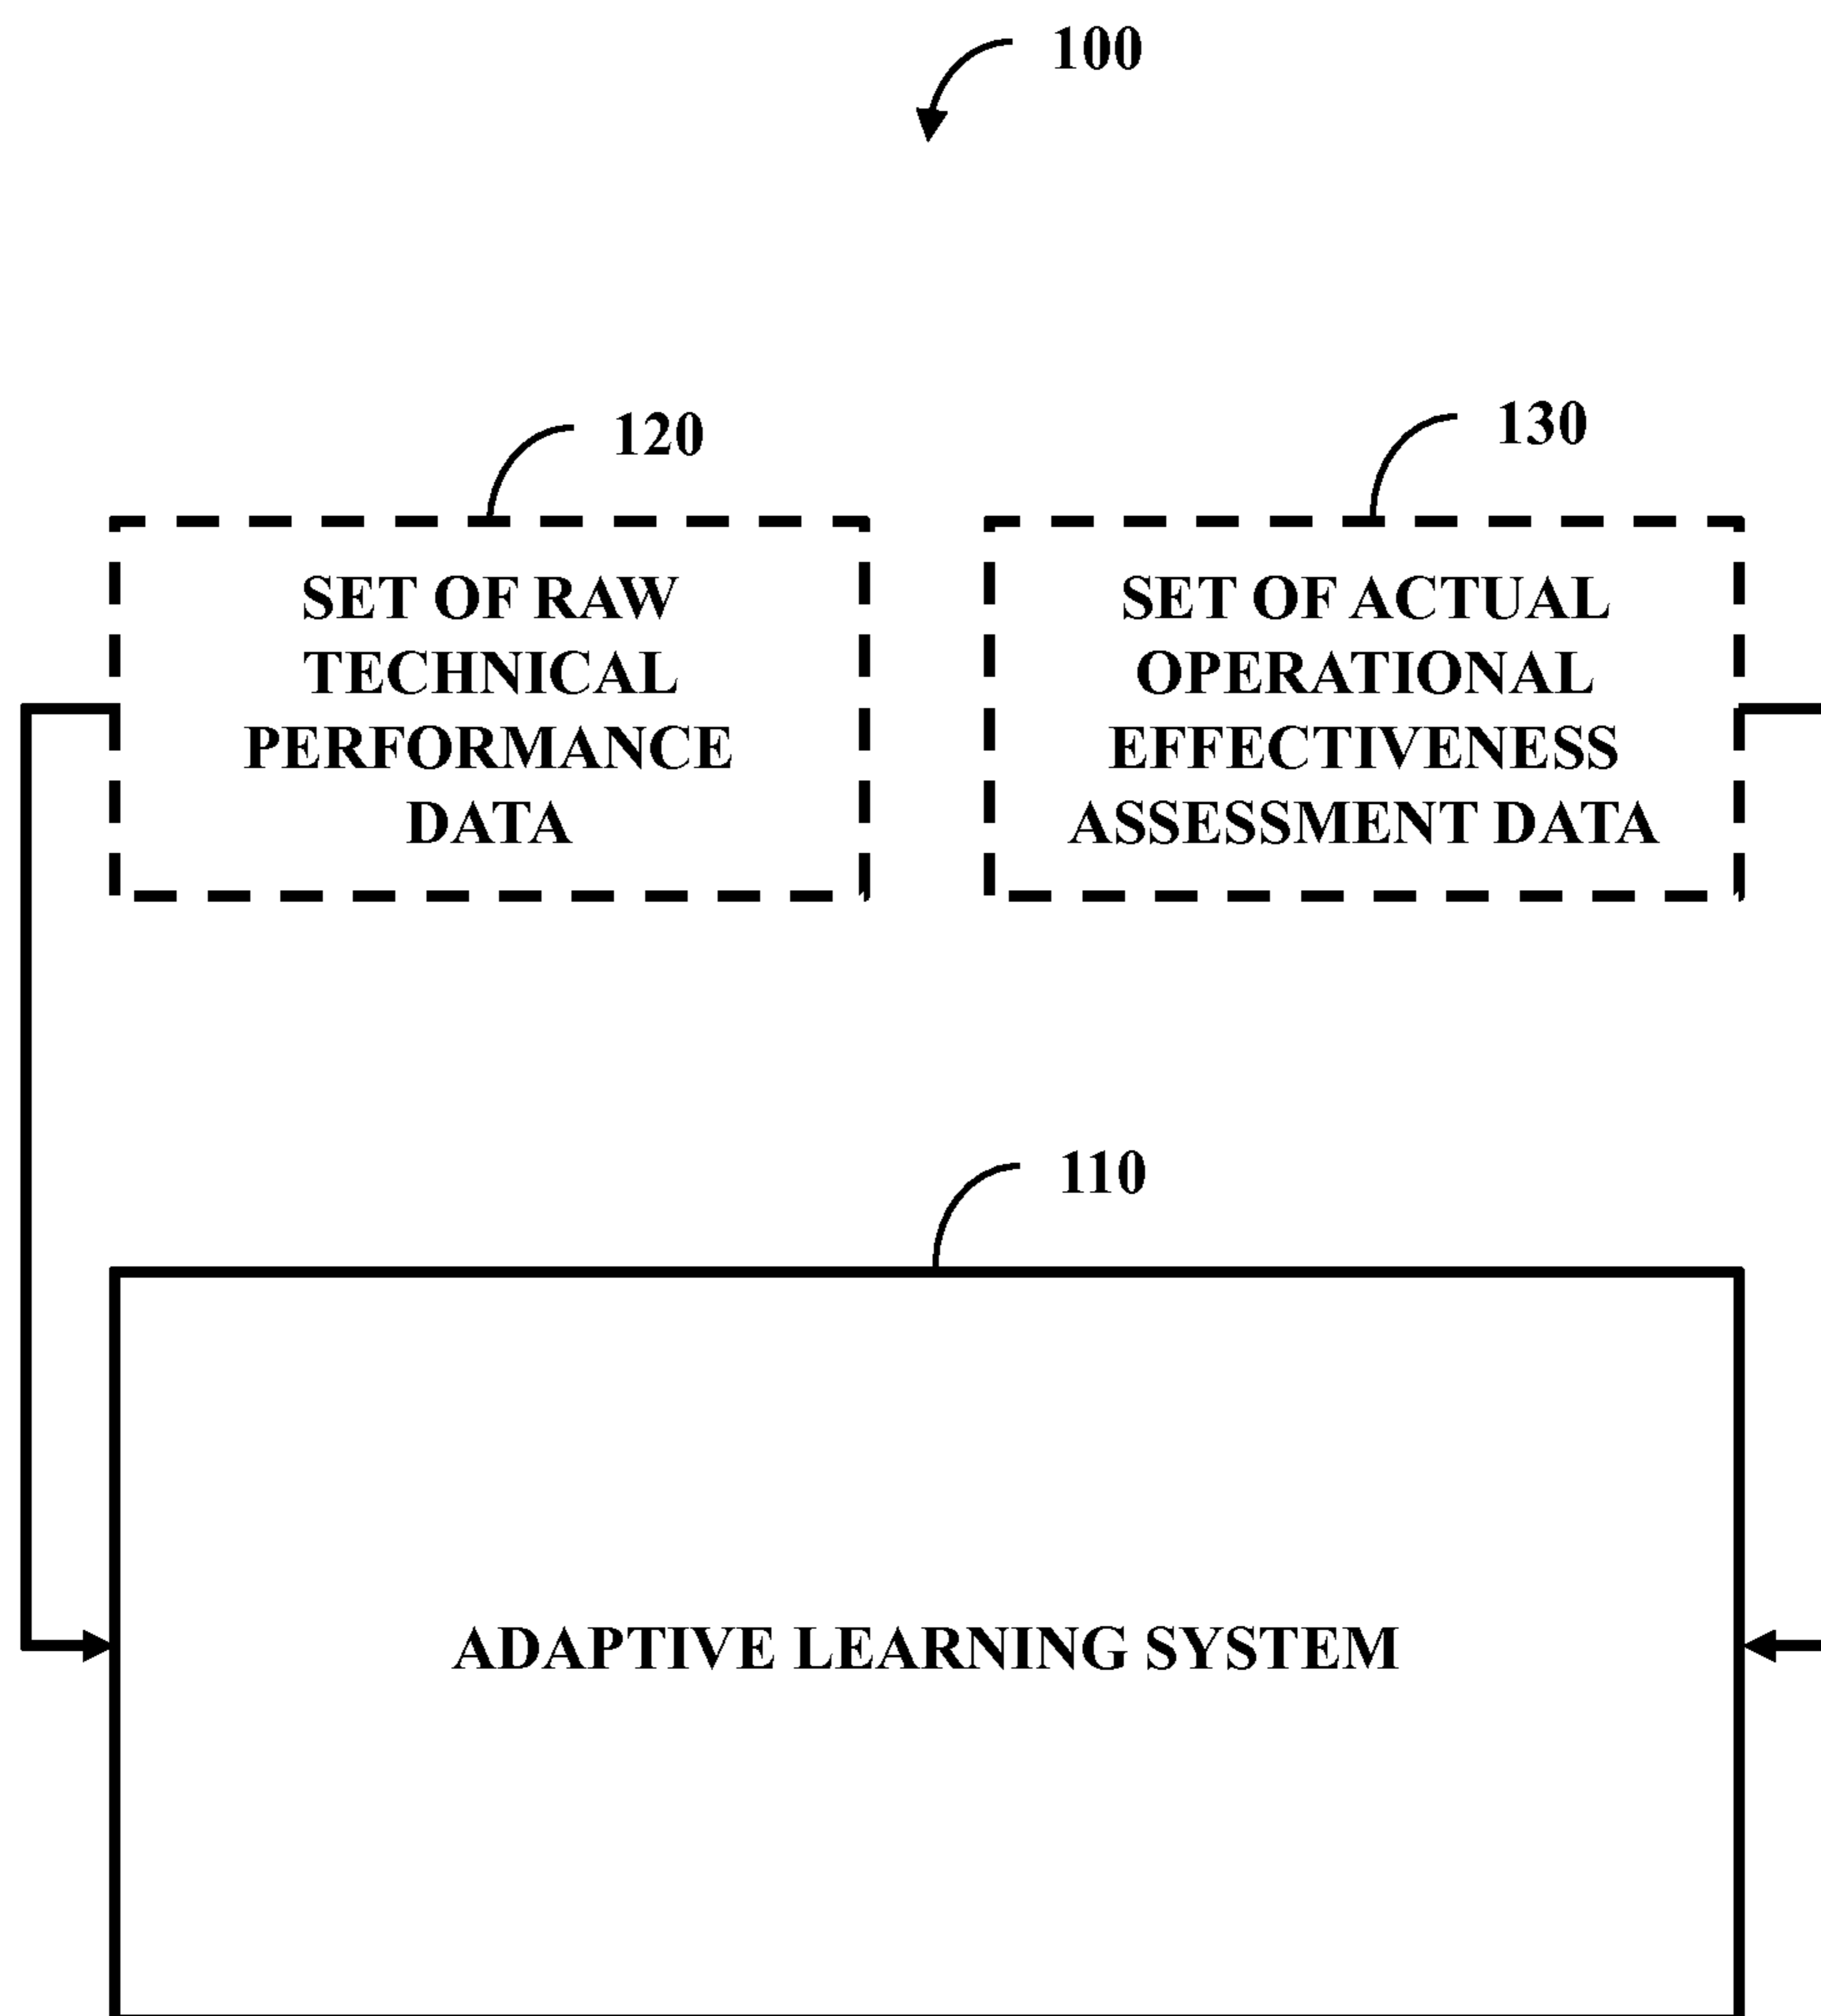 100
120
130
SET OF RAW
TECHNICAL
PERFORMANCE
DATA
SET OF ACTUAL
OPERATIONAL
EFFECTIVENESS
ASSESSMENT DATA
110
ADAPTIVE LEARNING SYSTEM